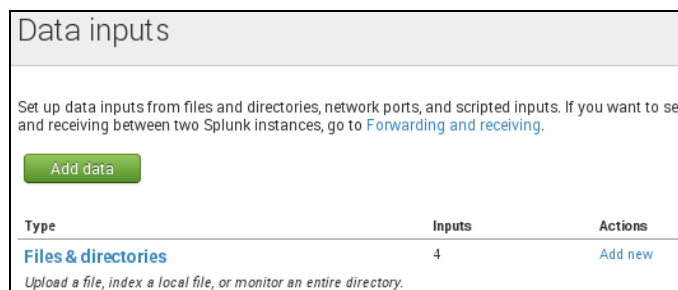 Data inputs
Set up data inputs from files and directories, network ports, and scripted inputs. If you want to se
and receiving between two Splunk instances, go to Forwarding and receiving.
Add data
Type Inputs Actions
Files & directories 4 Add new
Upload a file, index a local file, or monitor an entire directory.